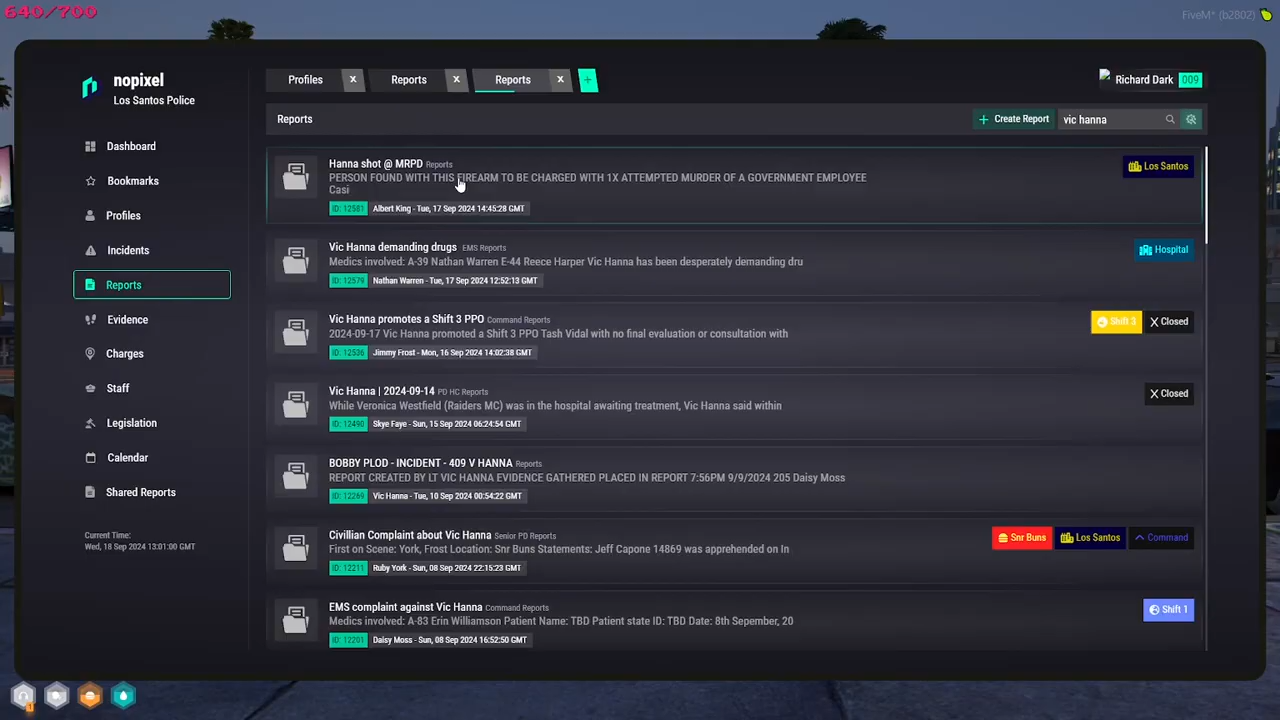 640/700
FiveM* (b2802)
nopixel
Los Santos Police
Profiles x Reports x Reports x +
Richard Dark 009
Reports
+ Create Report
vic hanna
Dashboard
Bookmarks
Profiles
Incidents
Reports
Evidence
Charges
Staff
Legislation
Calendar
Shared Reports
Current Time:
Wed, 18 Sep 2024 13:01:00 GMT
Hanna shot @ MRPD Reports
PERSON FOUND WITH THIS FIREARM TO BE CHARGED WITH 1X ATTEMPTED MURDER OF A GOVERNMENT EMPLOYEE
Casi
ID: 12581 Albert King - Tue, 17 Sep 2024 14:45:28 GMT
Los Santos
Vic Hanna demanding drugs EMS Reports
Medics involved: A-39 Nathan Warren E-44 Reece Harper Vic Hanna has been desperately demanding dru
ID: 12579 Nathan Warren - Tue, 17 Sep 2024 12:52:13 GMT
Hospital
Vic Hanna promotes a Shift 3 PPO Command Reports
2024-09-17 Vic Hanna promoted a Shift 3 PPO Tash Vidal with no final evaluation or consultation with
ID: 12536 Jimmy Frost - Mon, 16 Sep 2024 14:02:38 GMT
Shift 3 X Closed
Vic Hanna | 2024-09-14 PD HC Reports
While Veronica Westfield (Raiders MC) was in the hospital awaiting treatment, Vic Hanna said within
ID: 12490 Skye Faye - Sun, 15 Sep 2024 06:24:54 GMT
X Closed
BOBBY PLOD - INCIDENT - 409 V HANNA Reports
REPORT CREATED BY LT VIC HANNA EVIDENCE GATHERED PLACED IN REPORT 7:56PM 9/9/2024 205 Daisy Moss
ID: 12269 Vic Hanna - Tue, 10 Sep 2024 00:54:22 GMT
Civillian Complaint about Vic Hanna Senior PD Reports
First on Scene: York, Frost Location: Snr Buns Statements: Jeff Capone 14869 was apprehended on In
ID: 12211 Ruby York - Sun, 08 Sep 2024 22:15:23 GMT
Snr Buns Los Santos Command
EMS complaint against Vic Hanna Command Reports
Medics involved: A-83 Erin Williamson Patient Name: TBD Patient state ID: TBD Date: 8th Sepember, 20
ID: 12201 Daisy Moss - Sun, 08 Sep 2024 16:52:50 GMT
Shift 1
1